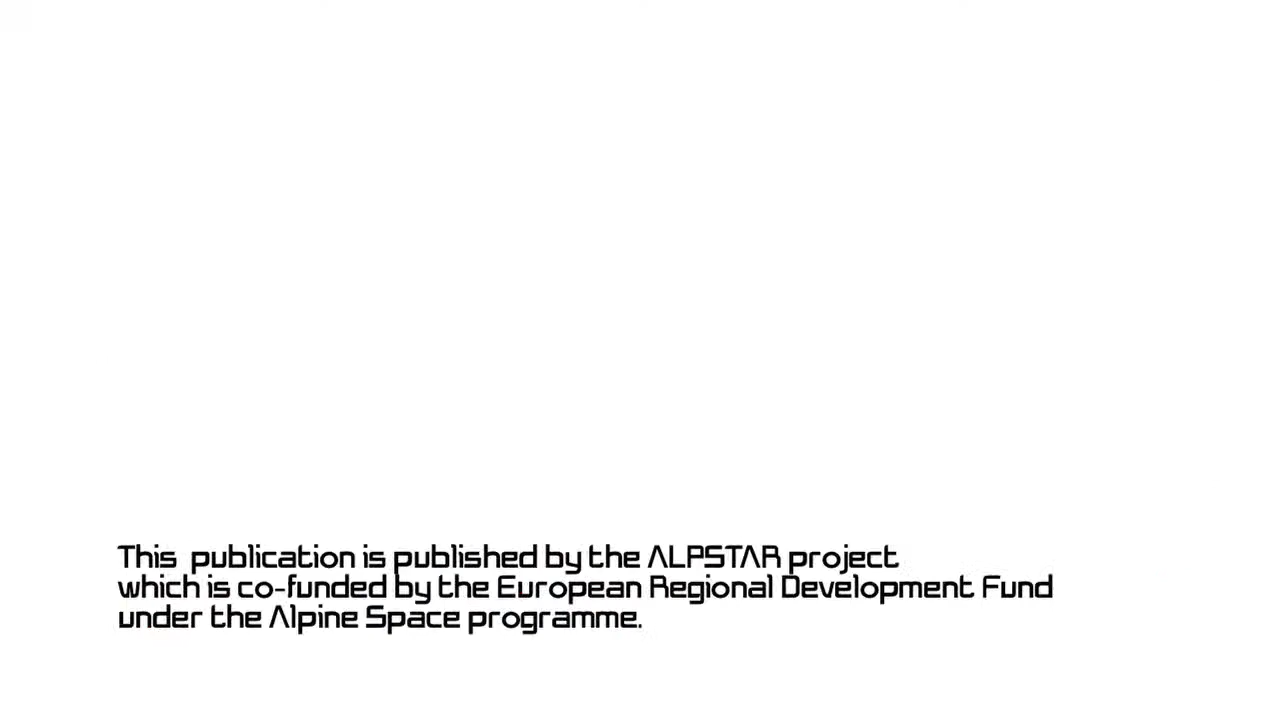 This  publication is published by the ALPSTAR project
which is co-funded by the European Regional Development Fund
under the Alpine Space programme.